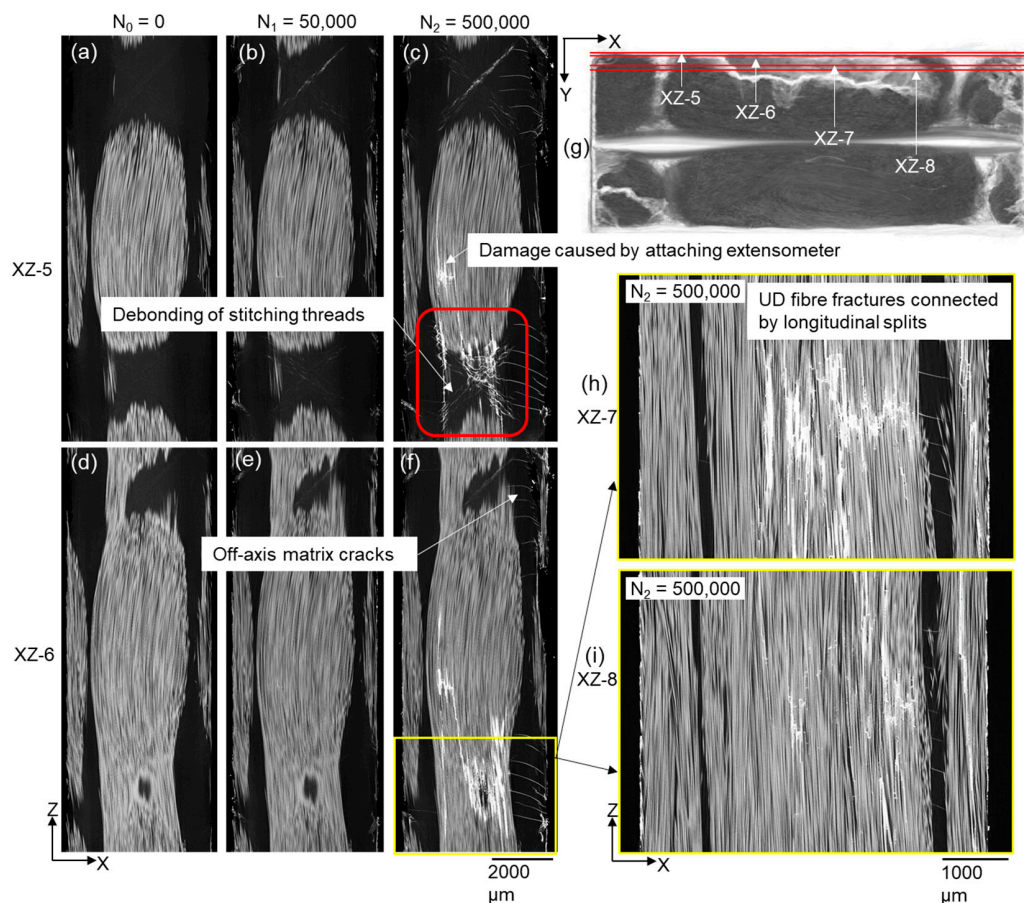 N₀ = 0
N₁ = 50,000
N₂ = 500,000
(a)
(b)
(c)
X
Y
XZ-5
XZ-6
XZ-7
XZ-8
(g)
XZ-5
Damage caused by attaching extensometer
Debonding of stitching threads
N₂ = 500,000
UD fibre fractures connected
by longitudinal splits
(h)
XZ-7
(d)
(e)
(f)
Off-axis matrix cracks
XZ-6
N₂ = 500,000
(i)
XZ-8
Z
X
2000
µm
Z
X
1000
µm